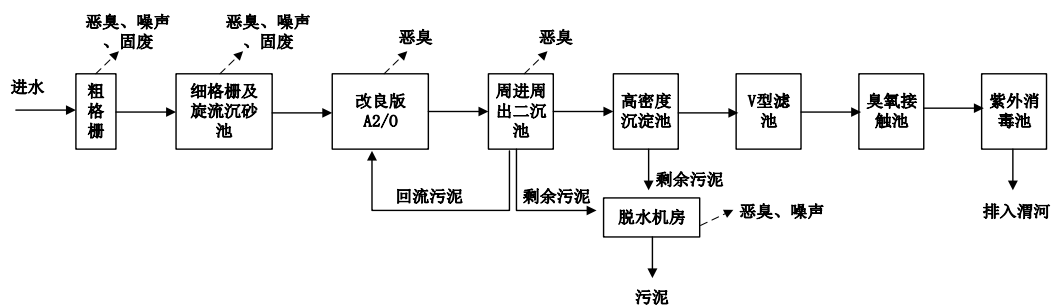 恶臭、噪声
、固废
恶臭、噪声
、固废
恶臭
恶臭
进水
粗
格
栅
细格栅及
旋流沉砂
池
改良版
A2/0
周进周
出二沉
池
高密度
沉淀池
V型滤
池
臭氧接
触池
紫外消
毒池
回流污泥
剩余污泥
剩余污泥
脱水机房
恶臭、噪声
排入渭河
污泥